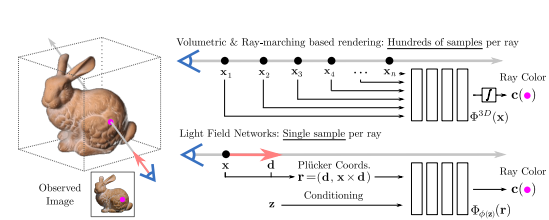 Volumetric & Ray-marching based rendering: Hundreds of samples per ray
x₁ x₂ x₃ x₄ ... xₙ
Ray Color
c(●)
Φ³ᴰ(x)
Light Field Networks: Single sample per ray
x d
Plücker Coords.
r=(d, x × d)
Conditioning
z
Ray Color
c(●)
Φ_ϕ(z)(r)
Observed
Image